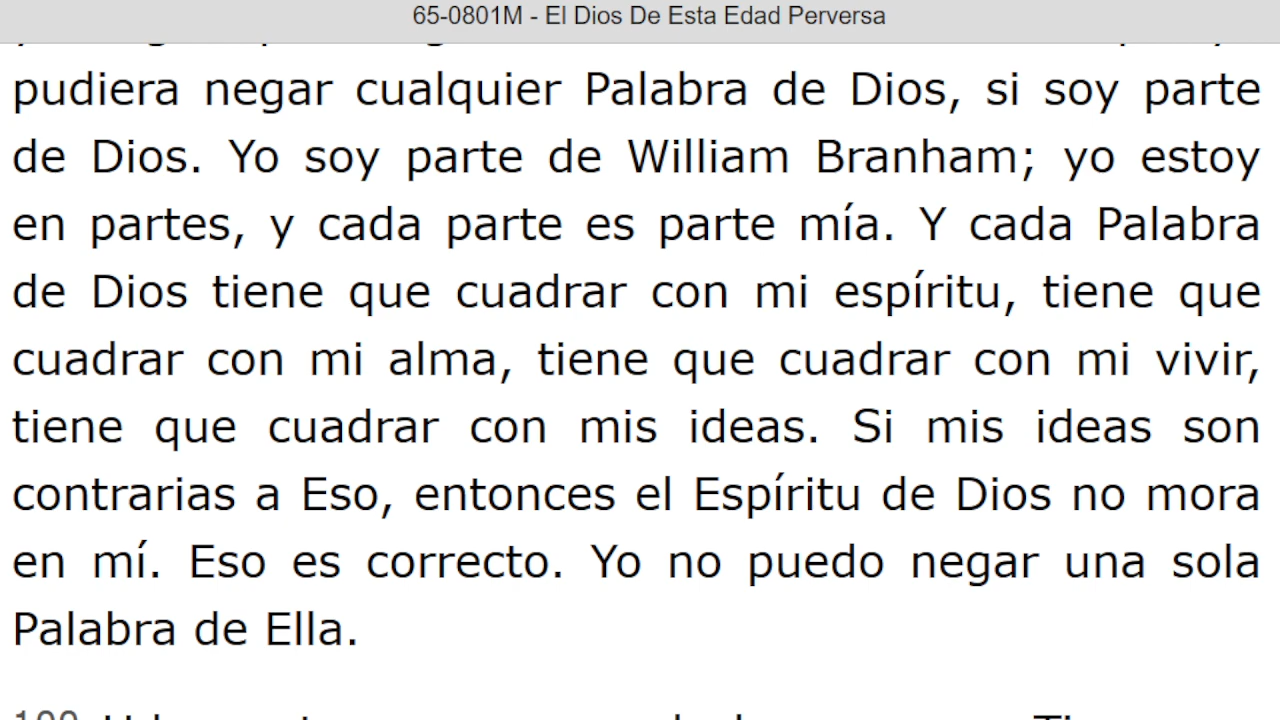 65-0801M - El Dios De Esta Edad Perversa
pudiera negar cualquier Palabra de Dios, si soy parte
de Dios. Yo soy parte de William Branham; yo estoy
en partes, y cada parte es parte mía. Y cada Palabra
de Dios tiene que cuadrar con mi espíritu, tiene que
cuadrar con mi alma, tiene que cuadrar con mi vivir,
tiene que cuadrar con mis ideas. Si mis ideas son
contrarias a Eso, entonces el Espíritu de Dios no mora
en mí. Eso es correcto. Yo no puedo negar una sola
Palabra de Ella.